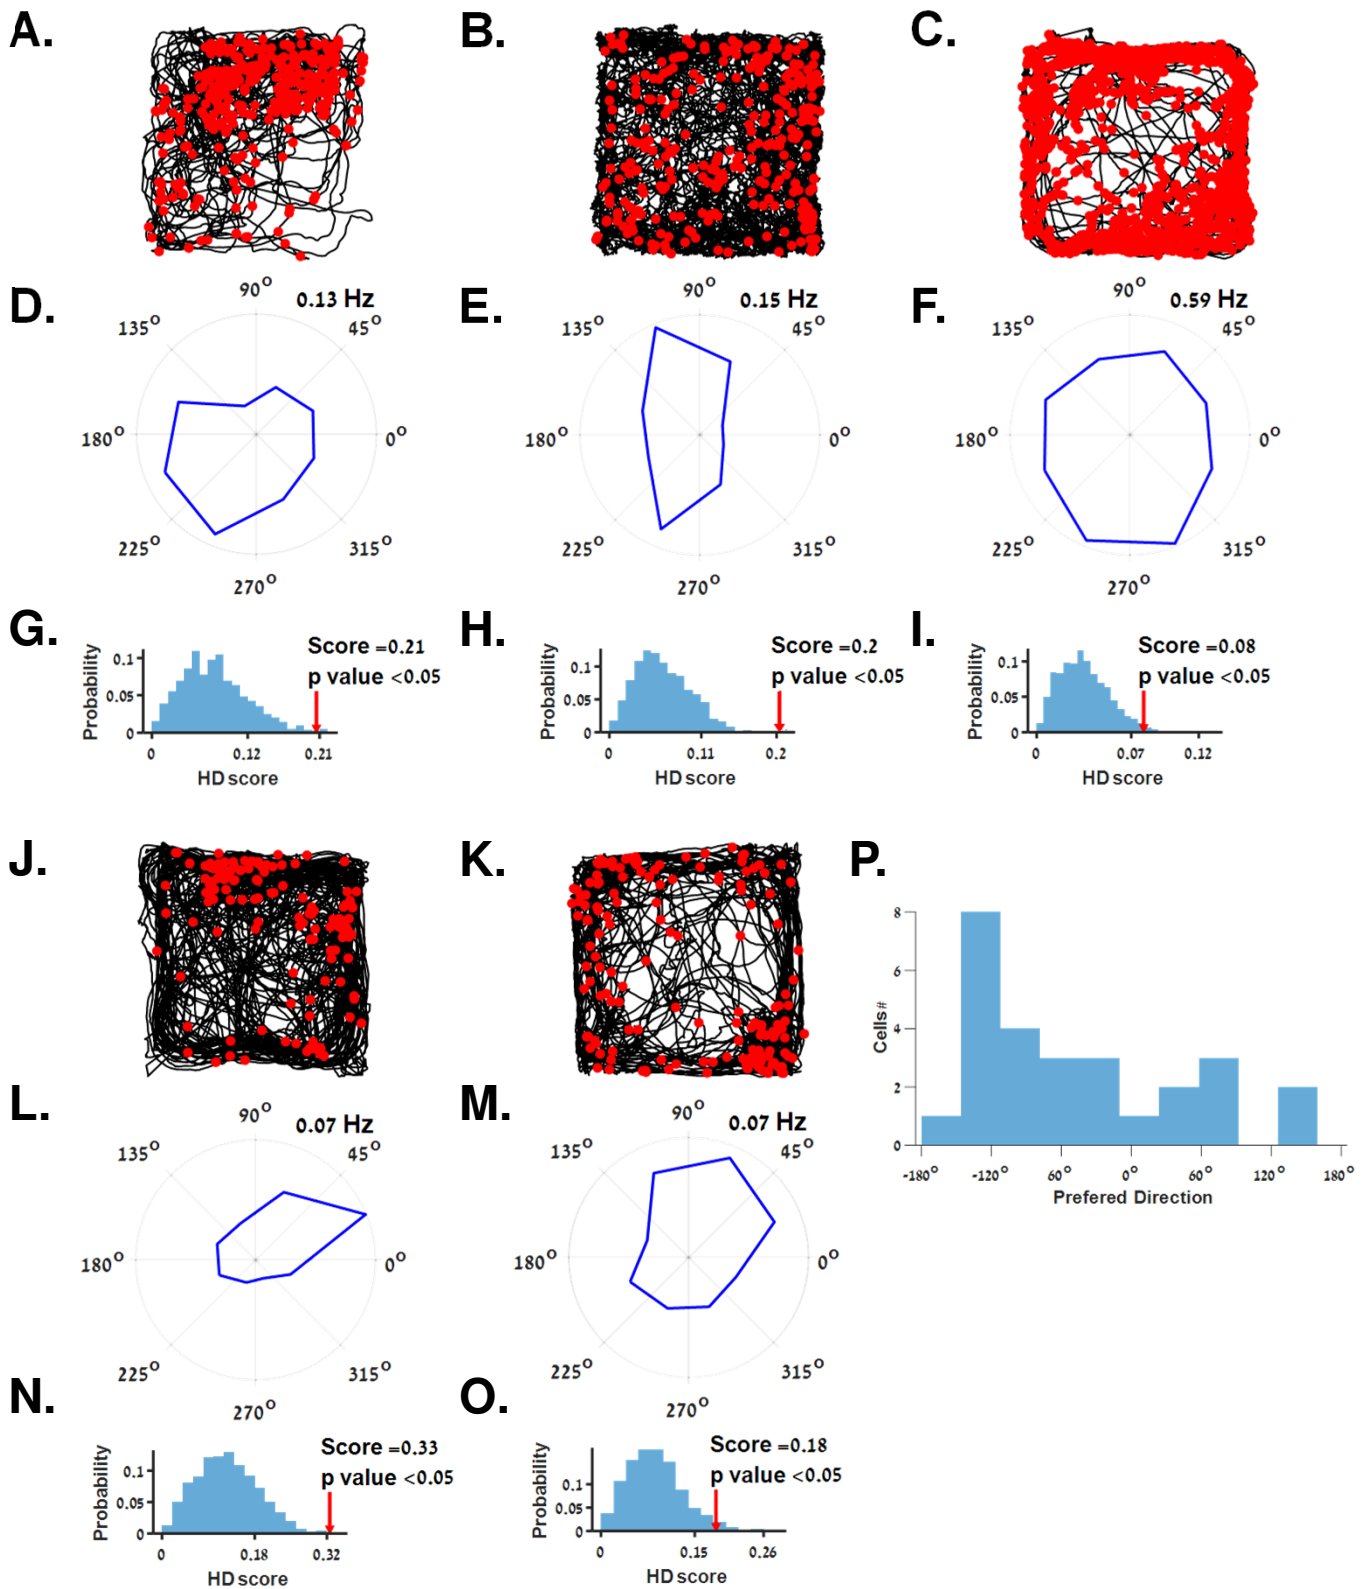 A. B. C.
D. 90° 0.13 Hz E. 90° 0.15 Hz F. 90° 0.59 Hz
135° 45° 135° 45° 135° 45°
180° 0° 180° 0° 180° 0°
225° 315° 225° 315° 225° 315°
270° 270° 270°
G. Score =0.21 H. Score =0.2 I. Score =0.08
p value <0.05 p value <0.05 p value <0.05
Probability 0.1 0.05 0 Probability 0.1 0.05 0 Probability 0.1 0.05 0
0 0.12 0.21 0 0.11 0.2 0 0.07 0.12
HD score HD score HD score
J. K. P.
8
6
4
2
0
Cells#
-180° -120° 60° 0° 60° 120° 180°
Prefered Direction
L. 90° 0.07 Hz M. 90° 0.07 Hz
135° 45° 135° 45°
180° 0° 180° 0°
225° 315° 225° 315°
270° 270°
N. Score =0.33 O. Score =0.18
p value <0.05 p value <0.05
Probability 0.1 0.05 0 Probability 0.1 0.05 0
0 0.18 0.32 0 0.15 0.26
HD score HD score